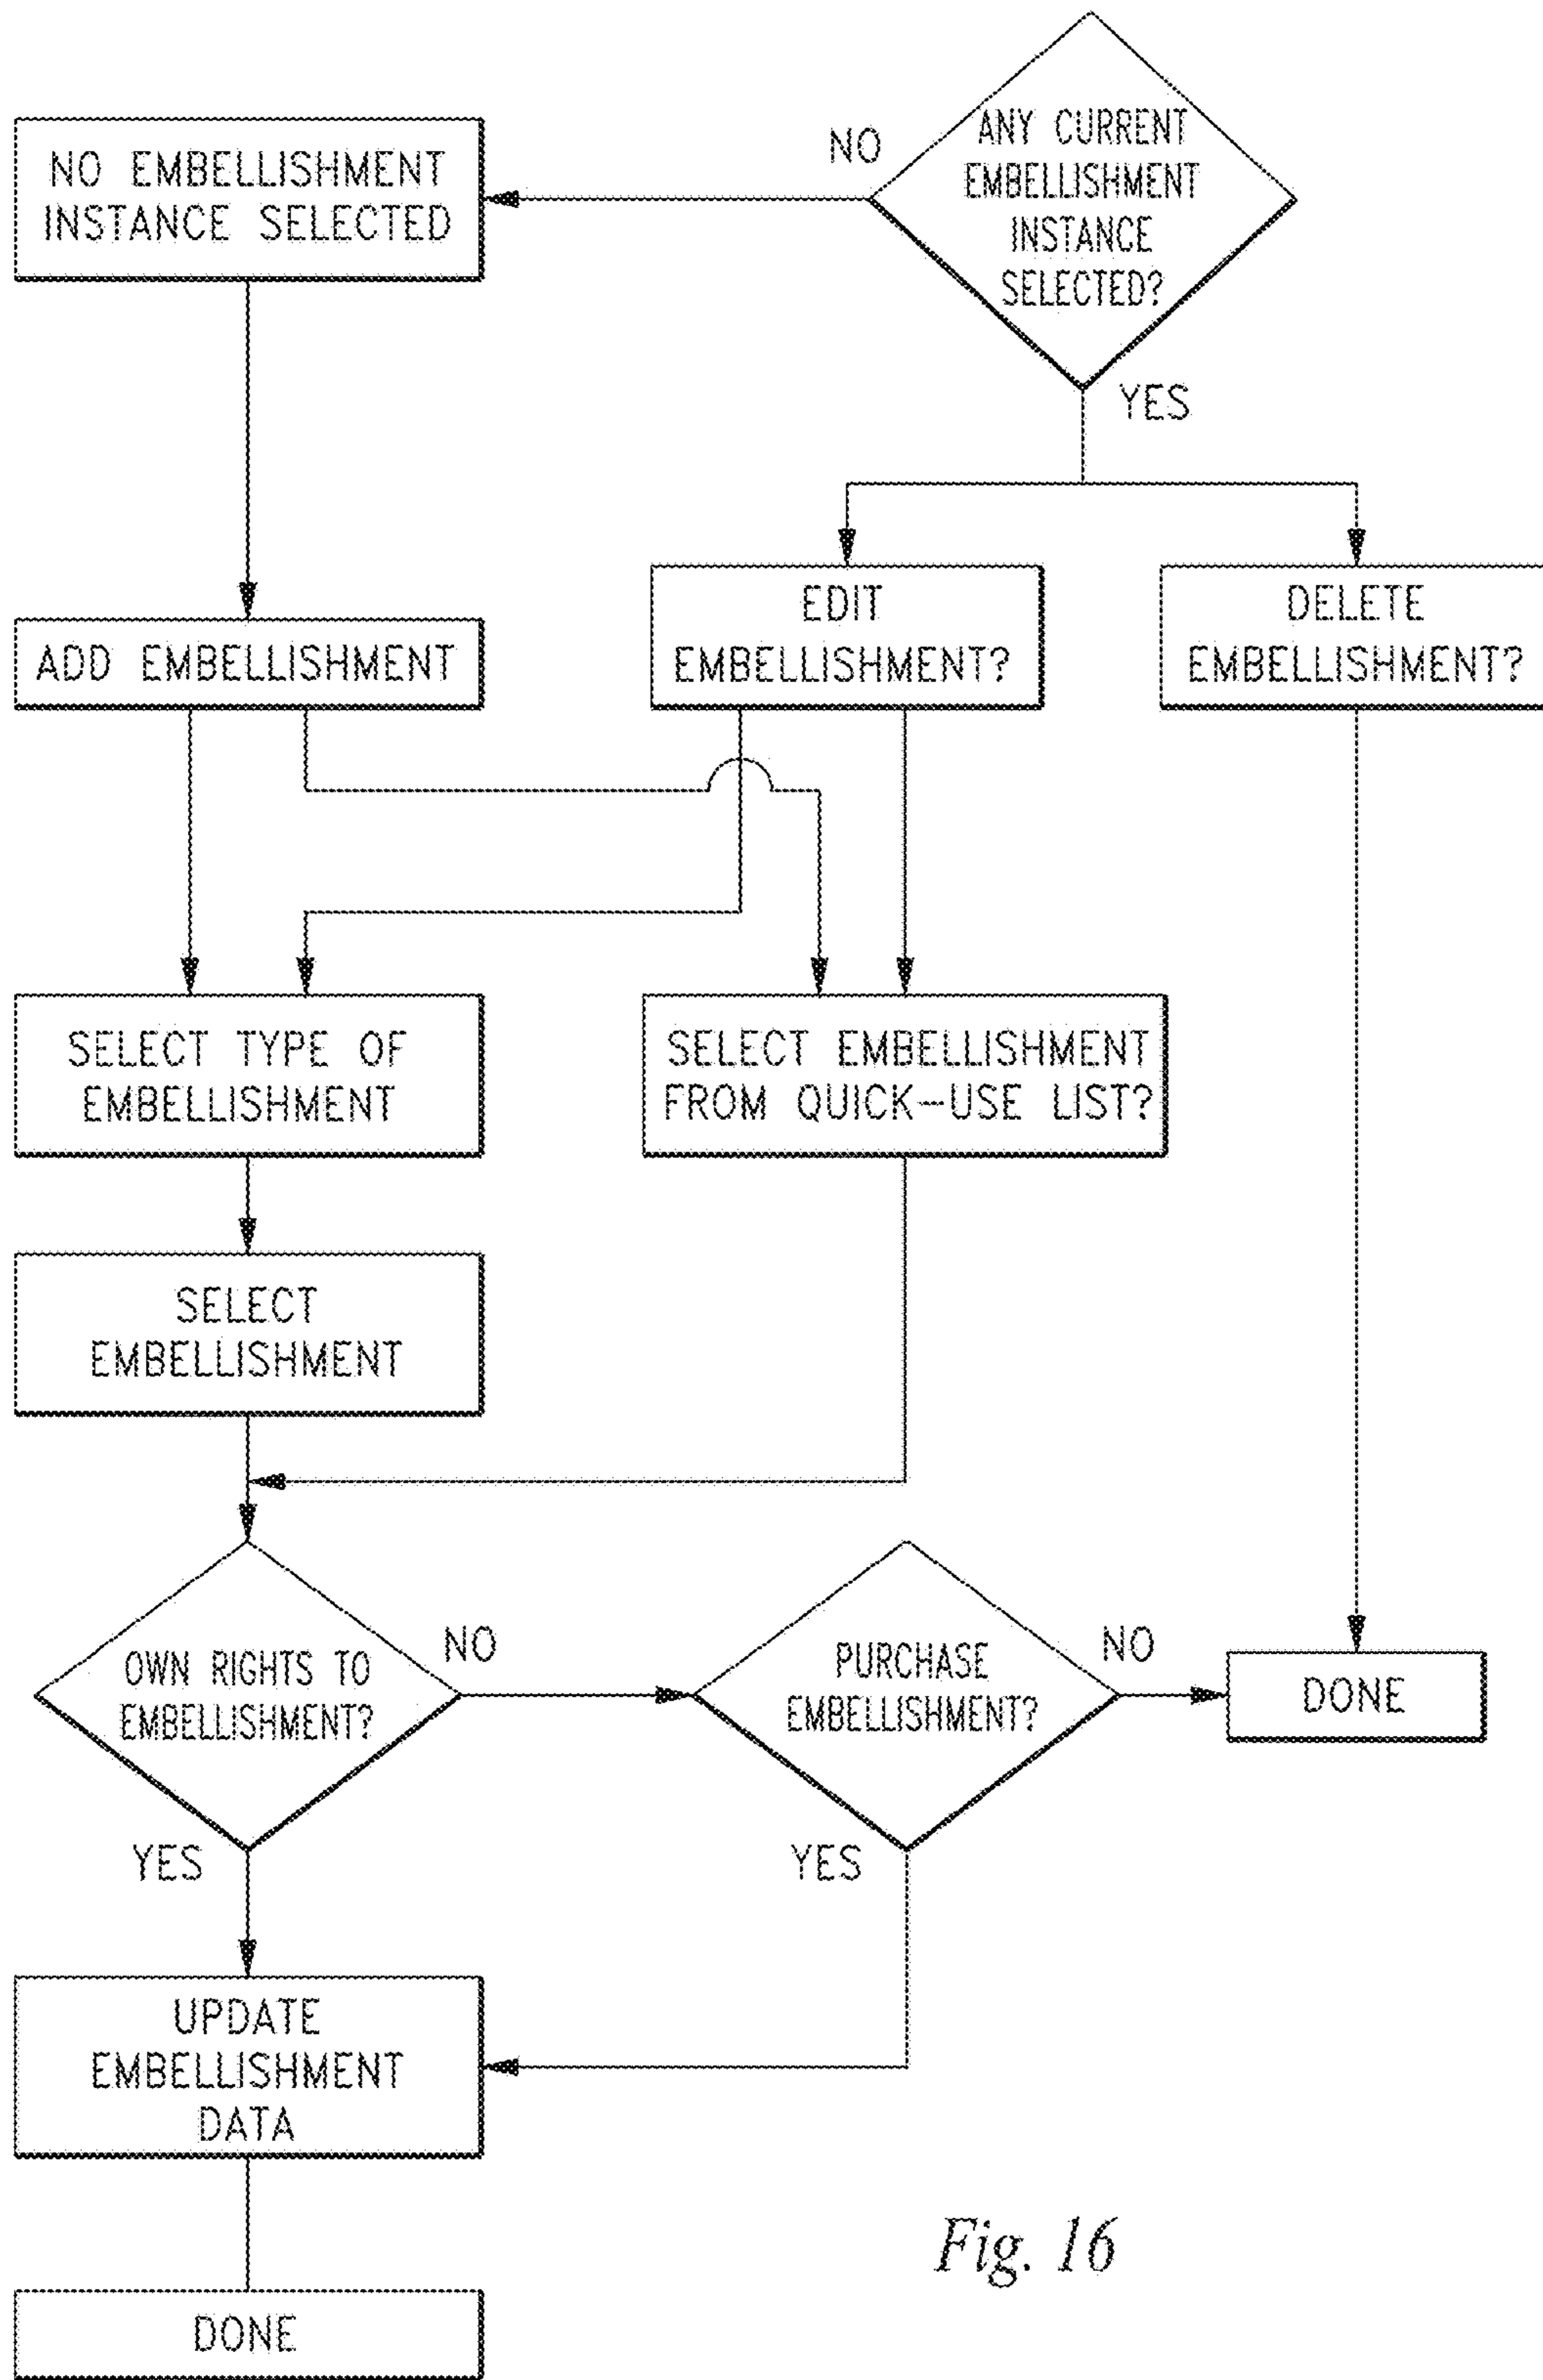 ANY CURRENT
EMBELLISHMENT
INSTANCE
SELECTED?
NO
YES
NO EMBELLISHMENT
INSTANCE SELECTED
ADD EMBELLISHMENT
EDIT
EMBELLISHMENT?
DELETE
EMBELLISHMENT?
SELECT TYPE OF
EMBELLISHMENT
SELECT EMBELLISHMENT
FROM QUICK-USE LIST?
SELECT
EMBELLISHMENT
OWN RIGHTS TO
EMBELLISHMENT?
NO
YES
PURCHASE
EMBELLISHMENT?
NO
YES
DONE
UPDATE
EMBELLISHMENT
DATA
DONE
Fig. 16